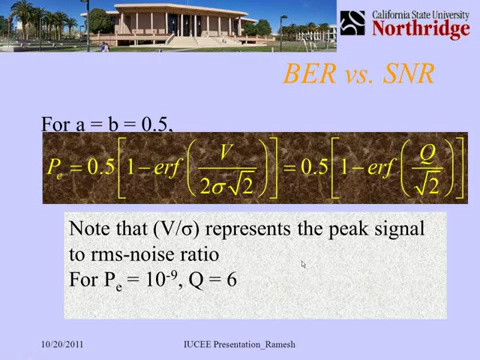 California State University
Northridge
BER vs. SNR
For a = b = 0.5,
P_e = 0.5[1 − erf(V / 2σ√2)] = 0.5[1 − erf(Q / √2)]
Note that (V/σ) represents the peak signal
to rms-noise ratio
For Pₑ = 10⁻⁹, Q = 6
10/20/2011 IUCEE Presentation_Ramesh